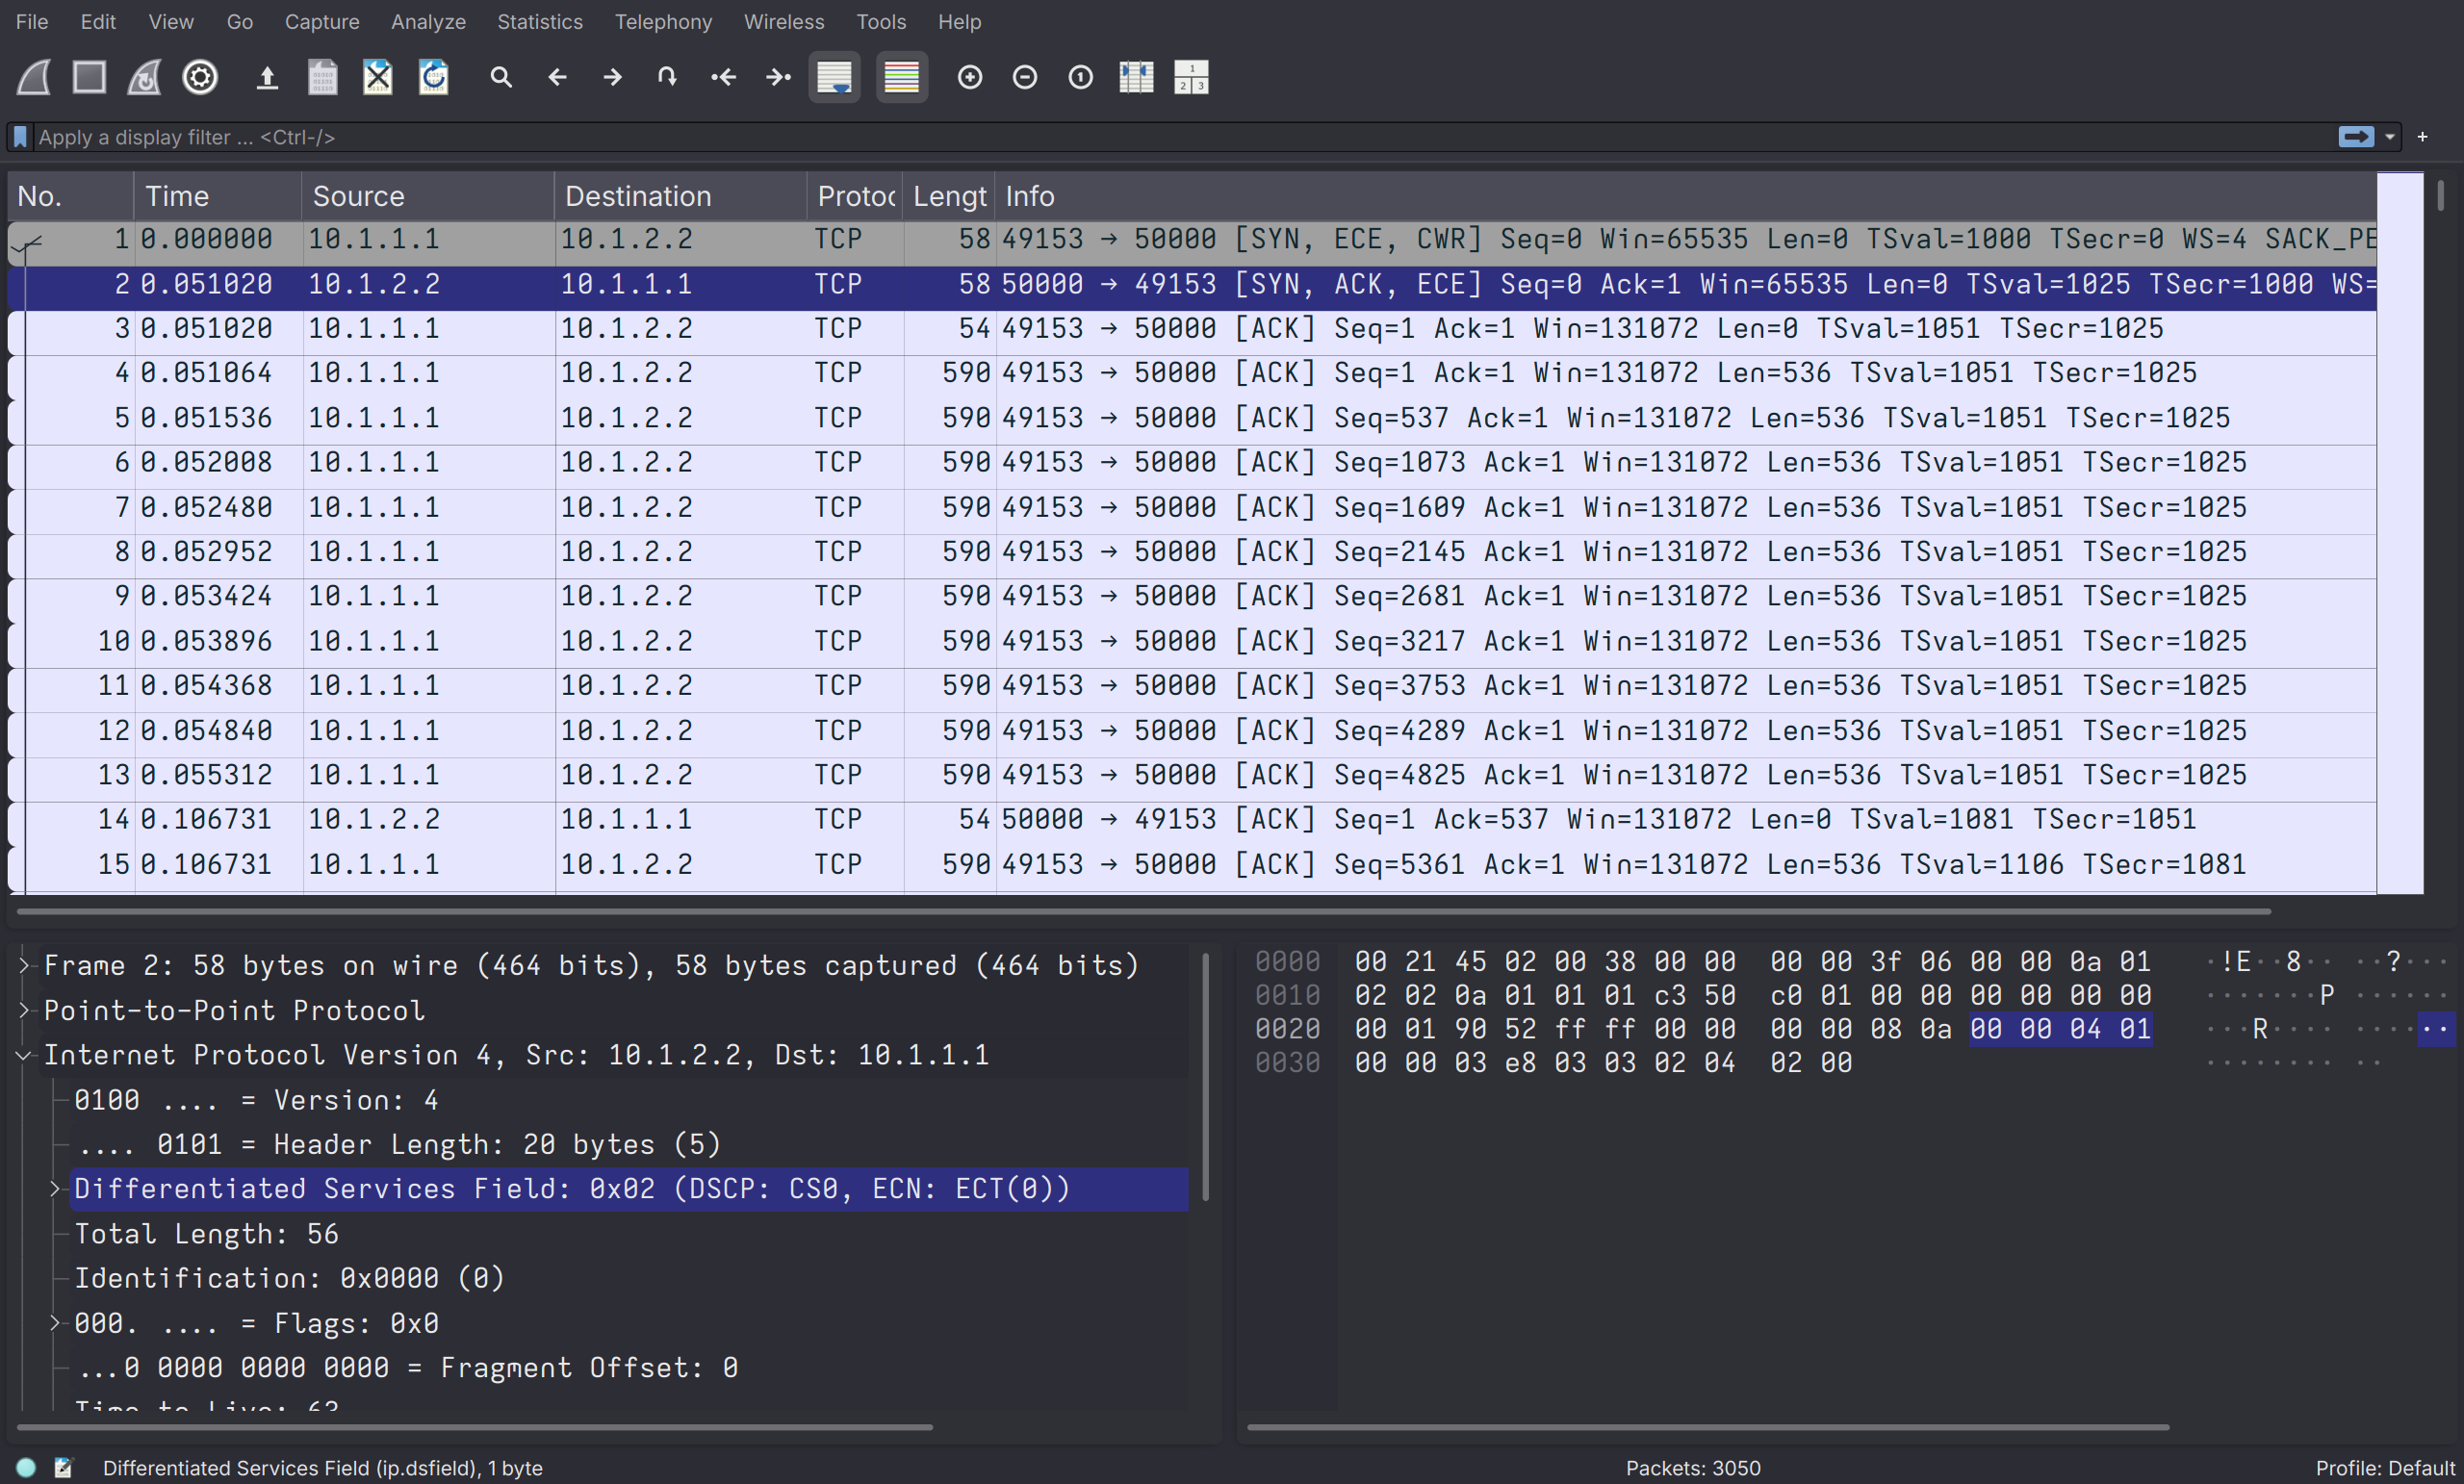 File Edit View Go Capture Analyze Statistics Telephony Wireless Tools Help
Apply a display filter ... <Ctrl-/>
No. Time Source Destination Protoc Lengt Info
1 0.000000 10.1.1.1 10.1.2.2 TCP 58 49153 → 50000 [SYN, ECE, CWR] Seq=0 Win=65535 Len=0 TSval=1000 TSecr=0 WS=4 SACK_PE
2 0.051020 10.1.2.2 10.1.1.1 TCP 58 50000 → 49153 [SYN, ACK, ECE] Seq=0 Ack=1 Win=65535 Len=0 TSval=1025 TSecr=1000 WS=
3 0.051020 10.1.1.1 10.1.2.2 TCP 54 49153 → 50000 [ACK] Seq=1 Ack=1 Win=131072 Len=0 TSval=1051 TSecr=1025
4 0.051064 10.1.1.1 10.1.2.2 TCP 590 49153 → 50000 [ACK] Seq=1 Ack=1 Win=131072 Len=536 TSval=1051 TSecr=1025
5 0.051536 10.1.1.1 10.1.2.2 TCP 590 49153 → 50000 [ACK] Seq=537 Ack=1 Win=131072 Len=536 TSval=1051 TSecr=1025
6 0.052008 10.1.1.1 10.1.2.2 TCP 590 49153 → 50000 [ACK] Seq=1073 Ack=1 Win=131072 Len=536 TSval=1051 TSecr=1025
7 0.052480 10.1.1.1 10.1.2.2 TCP 590 49153 → 50000 [ACK] Seq=1609 Ack=1 Win=131072 Len=536 TSval=1051 TSecr=1025
8 0.052952 10.1.1.1 10.1.2.2 TCP 590 49153 → 50000 [ACK] Seq=2145 Ack=1 Win=131072 Len=536 TSval=1051 TSecr=1025
9 0.053424 10.1.1.1 10.1.2.2 TCP 590 49153 → 50000 [ACK] Seq=2681 Ack=1 Win=131072 Len=536 TSval=1051 TSecr=1025
10 0.053896 10.1.1.1 10.1.2.2 TCP 590 49153 → 50000 [ACK] Seq=3217 Ack=1 Win=131072 Len=536 TSval=1051 TSecr=1025
11 0.054368 10.1.1.1 10.1.2.2 TCP 590 49153 → 50000 [ACK] Seq=3753 Ack=1 Win=131072 Len=536 TSval=1051 TSecr=1025
12 0.054840 10.1.1.1 10.1.2.2 TCP 590 49153 → 50000 [ACK] Seq=4289 Ack=1 Win=131072 Len=536 TSval=1051 TSecr=1025
13 0.055312 10.1.1.1 10.1.2.2 TCP 590 49153 → 50000 [ACK] Seq=4825 Ack=1 Win=131072 Len=536 TSval=1051 TSecr=1025
14 0.106731 10.1.2.2 10.1.1.1 TCP 54 50000 → 49153 [ACK] Seq=1 Ack=537 Win=131072 Len=0 TSval=1081 TSecr=1051
15 0.106731 10.1.1.1 10.1.2.2 TCP 590 49153 → 50000 [ACK] Seq=5361 Ack=1 Win=131072 Len=536 TSval=1106 TSecr=1081
Frame 2: 58 bytes on wire (464 bits), 58 bytes captured (464 bits)
Point-to-Point Protocol
Internet Protocol Version 4, Src: 10.1.2.2, Dst: 10.1.1.1
0100 .... = Version: 4
.... 0101 = Header Length: 20 bytes (5)
Differentiated Services Field: 0x02 (DSCP: CS0, ECN: ECT(0))
Total Length: 56
Identification: 0x0000 (0)
000. .... = Flags: 0x0
...0 0000 0000 0000 = Fragment Offset: 0
Time to Live: 63
0000 00 21 45 02 00 38 00 00 00 00 3f 06 00 00 0a 01 ·!E··8·· ··?···
0010 02 02 0a 01 01 01 c3 50 c0 01 00 00 00 00 00 00 ·······P ······
0020 00 01 90 52 ff ff 00 00 00 00 08 0a 00 00 04 01 ···R···· ······
0030 00 00 03 e8 03 03 02 04 02 00 ········ ··
Differentiated Services Field (ip.dsfield), 1 byte
Packets: 3050
Profile: Default